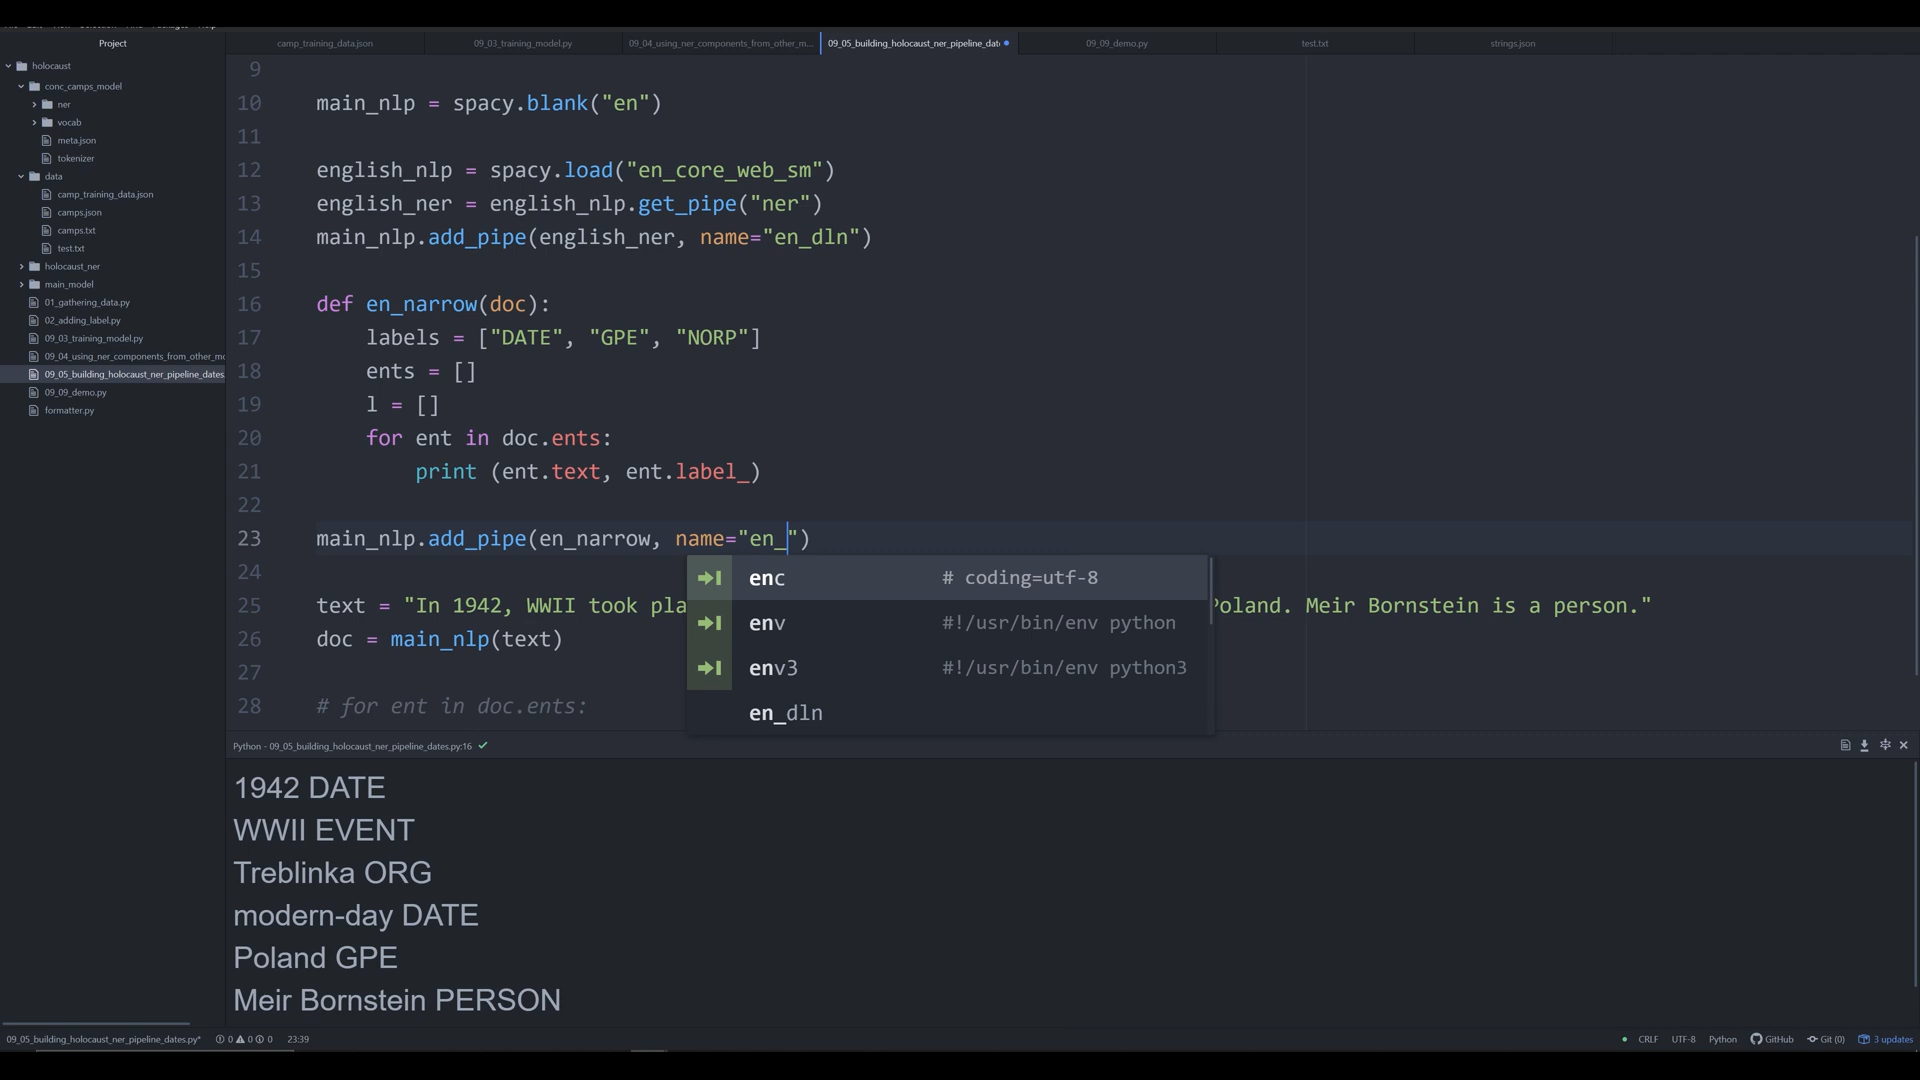 Project
camp_training_data.json
09_03_training_model.py
09_04_using_ner_components_from_other_m...
09_05_building_holocaust_ner_pipeline_date
09_09_demo.py
test.txt
strings.json
holocaust
conc_camps_model
ner
vocab
meta.json
tokenizer
data
camp_training_data.json
camps.json
camps.txt
test.txt
holocaust_ner
main_model
01_gathering_data.py
02_adding_label.py
09_03_training_model.py
09_04_using_ner_components_from_other_mo
09_05_building_holocaust_ner_pipeline_dates.
09_09_demo.py
formatter.py
9
10 main_nlp = spacy.blank("en")
11
12 english_nlp = spacy.load("en_core_web_sm")
13 english_ner = english_nlp.get_pipe("ner")
14 main_nlp.add_pipe(english_ner, name="en_dln")
15
16 def en_narrow(doc):
17 labels = ["DATE", "GPE", "NORP"]
18 ents = []
19 l = []
20 for ent in doc.ents:
21 print (ent.text, ent.label_)
22
23 main_nlp.add_pipe(en_narrow, name="en_")
24
enc # coding=utf-8
25 text = "In 1942, WWII took pla Poland. Meir Bornstein is a person."
env #!/usr/bin/env python
26 doc = main_nlp(text)
env3 #!/usr/bin/env python3
27
28 # for ent in doc.ents:
en_dln
Python - 09_05_building_holocaust_ner_pipeline_dates.py:16
1942 DATE
WWII EVENT
Treblinka ORG
modern-day DATE
Poland GPE
Meir Bornstein PERSON
09_05_building_holocaust_ner_pipeline_dates.py* 0 0 0 23:39 CRLF UTF-8 Python GitHub Git (0) 3 updates